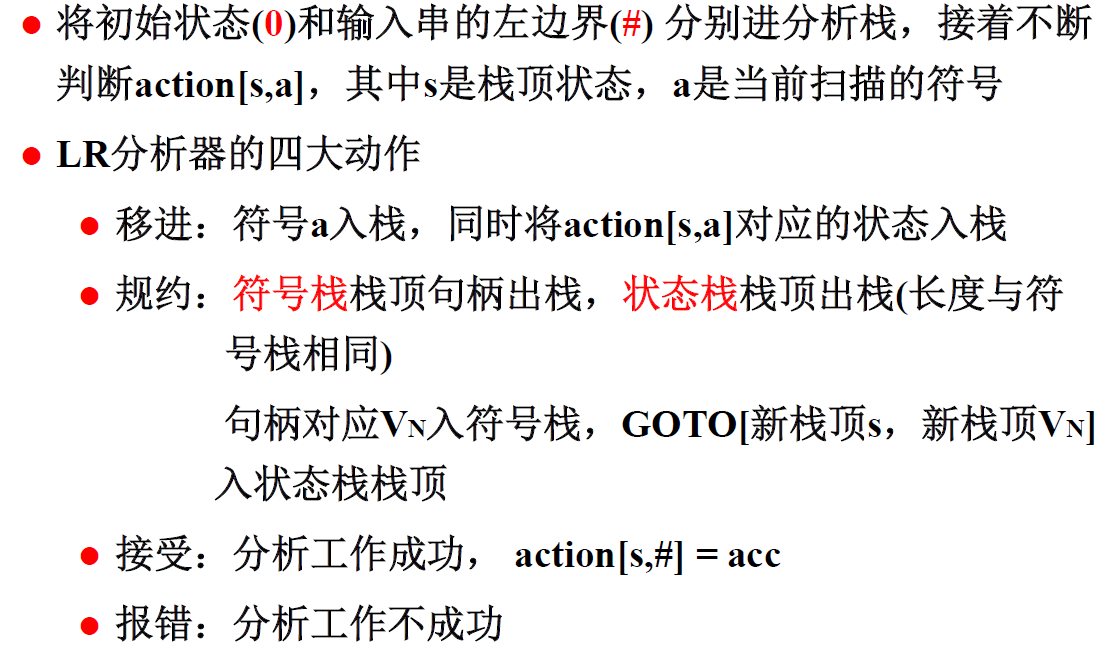 ● 将初始状态(0)和输入串的左边界(#) 分别进分析栈，接着不断
判断action[s,a]，其中s是栈顶状态，a是当前扫描的符号
● LR分析器的四大动作
● 移进：符号a入栈，同时将action[s,a]对应的状态入栈
● 规约：符号栈栈顶句柄出栈，状态栈栈顶出栈(长度与符
号栈相同)
句柄对应VN入符号栈，GOTO[新栈顶s，新栈顶VN]
入状态栈栈顶
● 接受：分析工作成功， action[s,#] = acc
● 报错：分析工作不成功